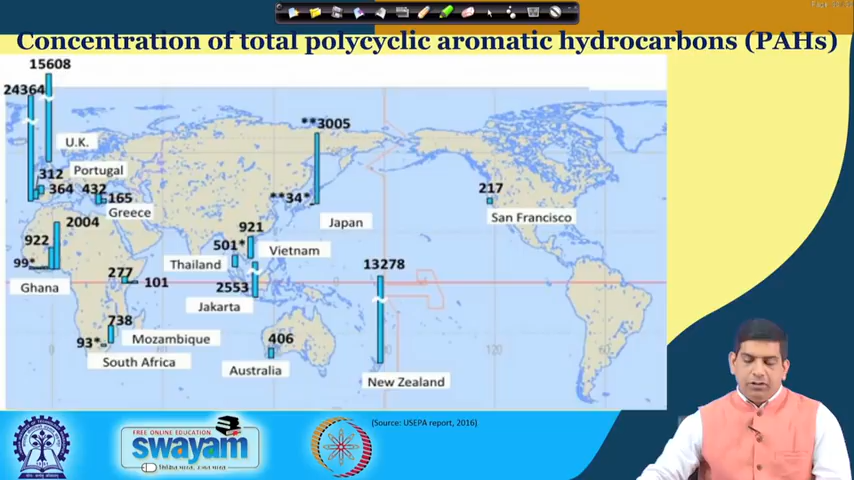 Concentration of total polycyclic aromatic hydrocarbons (PAHs)
15608
24364
**3005
U.K.
312
Portugal
364
432
165
Greece
**34*
217
San Francisco
Japan
2004
922
921
501*
Vietnam
99*
Thailand
13278
Ghana
277
101
2553
Jakarta
738
Mozambique
406
93*
South Africa
Australia
New Zealand
120
(Source: USEPA report, 2016)
FREE ONLINE EDUCATION
swayam